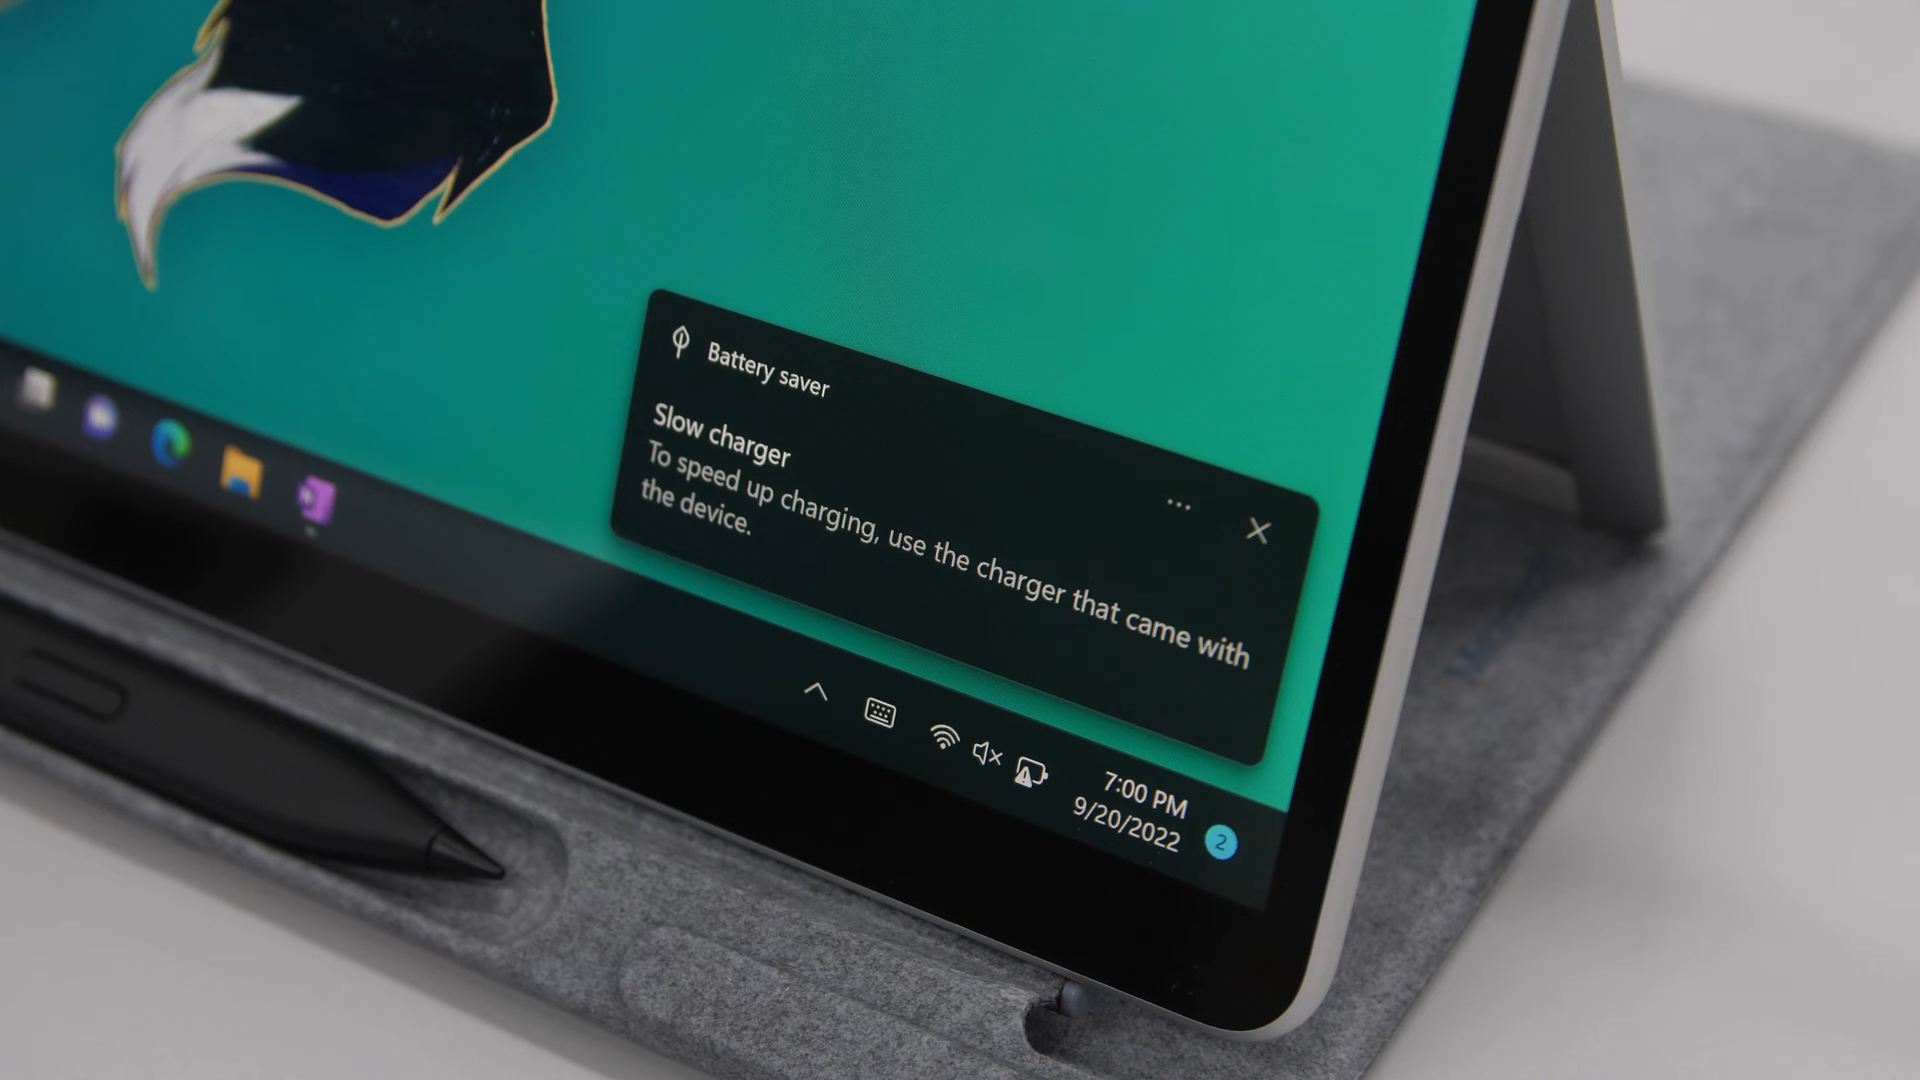 Battery saver
Slow charger
To speed up charging, use the charger that came with
the device.
7:00 PM
9/20/2022
2